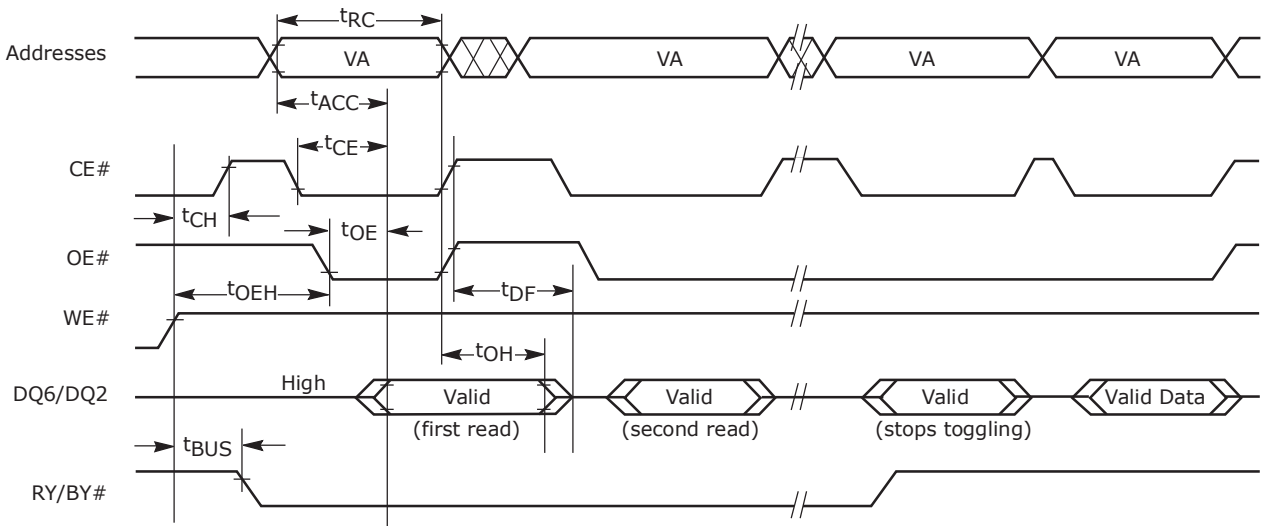 tRC
Addresses VA VA VA VA
tACC
tCE
CE#
tCH
tOE
OE#
tOEH
tDF
WE#
tOH
High
DQ6/DQ2 Valid Valid Valid Valid Data
(first read) (second read) (stops toggling)
tBUS
RY/BY#